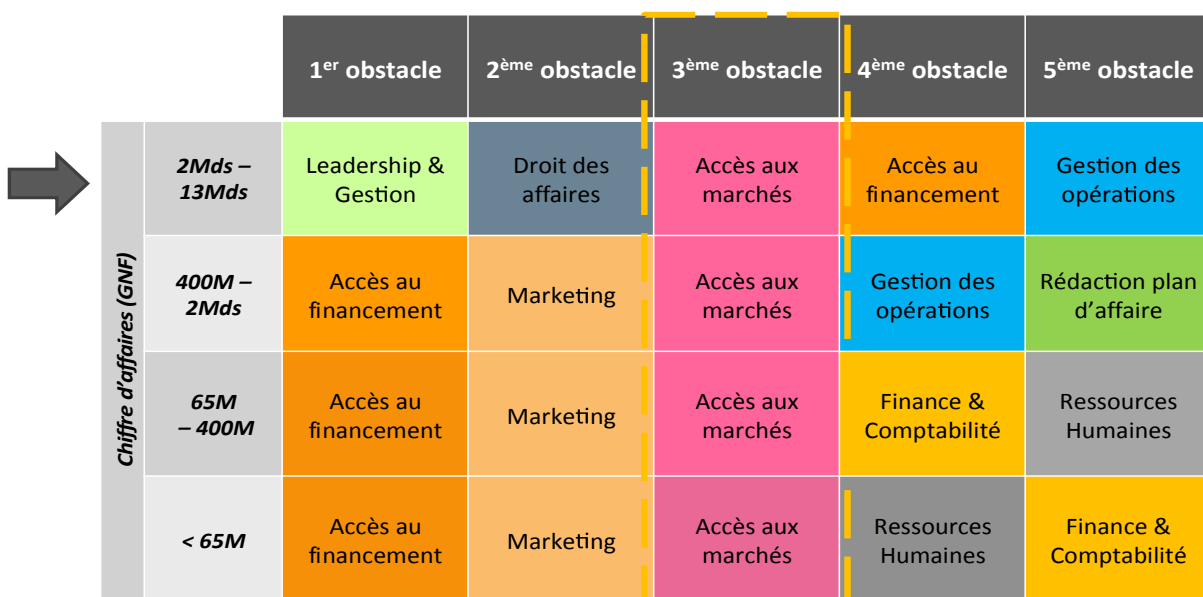 1er obstacle
2ème obstacle
3ème obstacle
4ème obstacle
5ème obstacle
Chiffre d’affaires (GNF)
2Mds –
13Mds
Leadership &
Gestion
Droit des
affaires
Accès aux
marchés
Accès au
financement
Gestion des
opérations
400M –
2Mds
Accès au
financement
Marketing
Accès aux
marchés
Gestion des
opérations
Rédaction plan
d’affaire
65M
– 400M
Accès au
financement
Marketing
Accès aux
marchés
Finance &
Comptabilité
Ressources
Humaines
< 65M
Accès au
financement
Marketing
Accès aux
marchés
Ressources
Humaines
Finance &
Comptabilité